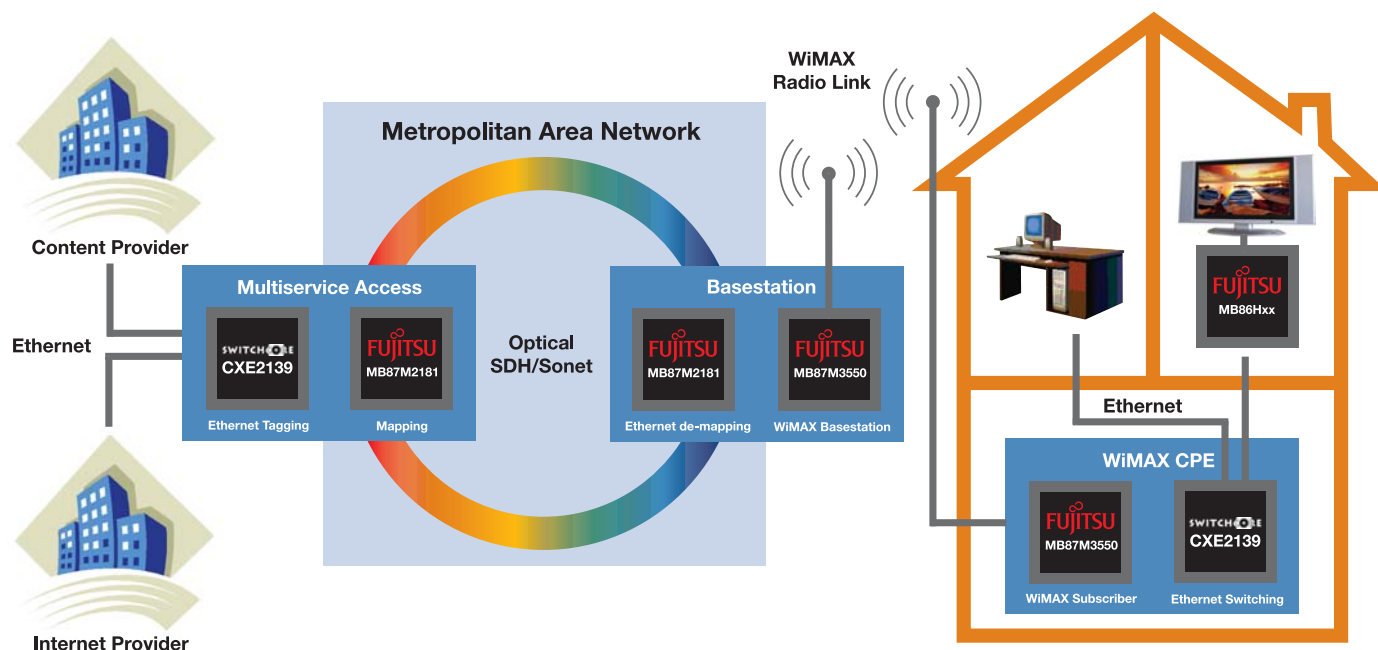 WiMAX
Radio Link
Metropolitan Area Network
Content Provider
Ethernet
Internet Provider
Multiservice Access
SWITCHCORE
CXE2139
Ethernet Tagging
FUJITSU
MB87M2181
Mapping
Optical
SDH/Sonet
Basestation
FUJITSU
MB87M2181
Ethernet de-mapping
FUJITSU
MB87M3550
WiMAX Basestation
FUJITSU
MB86Hxx
Ethernet
WiMAX CPE
FUJITSU
MB87M3550
WiMAX Subscriber
SWITCHCORE
CXE2139
Ethernet Switching